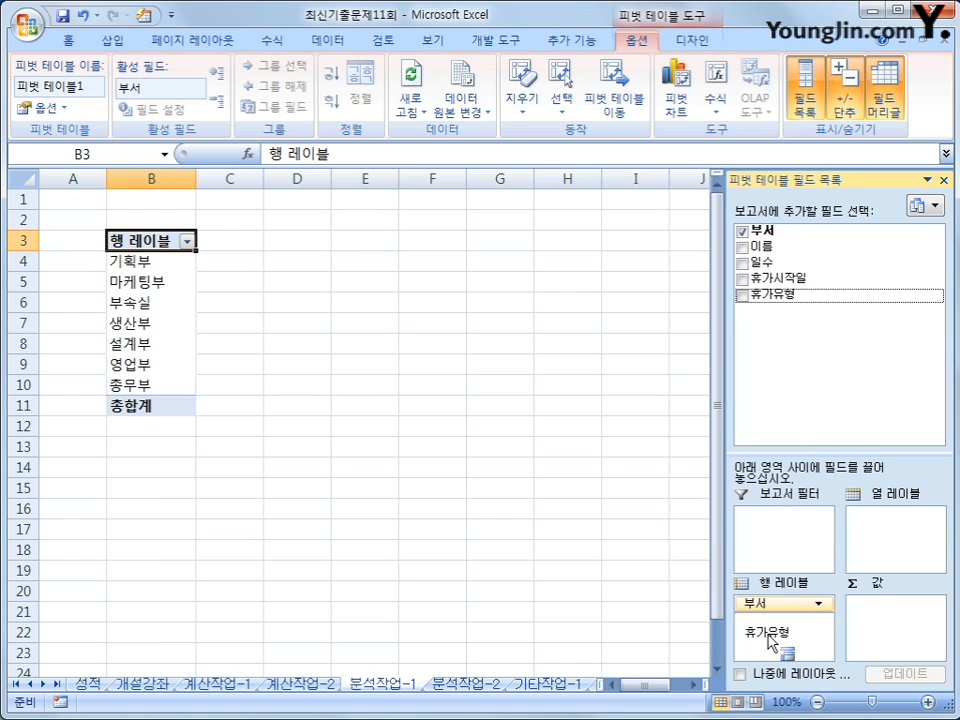 최신기출문제11회 - Microsoft Excel
피벗 테이블 도구
YoungJin.com Y.
홈 삽입 페이지 레이아웃 수식 데이터 검토 보기 개발 도구 추가 기능 옵션 디자인
피벗 테이블 이름:
피벗 테이블1
옵션
피벗 테이블
활성 필드:
부서
필드 설정
활성 필드
그룹 선택
그룹 해제
그룹 필드
그룹
정렬
정렬
새로 고침
데이터 원본 변경
데이터
지우기
선택
피벗 테이블 이동
동작
피벗 차트
수식
OLAP 도구
도구
필드 목록
+/- 단추
필드 머리글
표시/숨기기
B3
fx
행 레이블
A B C D E F G H I J
1
2
3 행 레이블
4 기획부
5 마케팅부
6 부속실
7 생산부
8 설계부
9 영업부
10 총무부
11 총합계
12
13
14
15
16
17
18
19
20
21
22
23
24
피벗 테이블 필드 목록
보고서에 추가할 필드 선택:
부서
이름
일수
휴가시작일
휴가유형
아래 영역 사이에 필드를 끌어
놓으십시오.
보고서 필터
열 레이블
행 레이블
Σ 값
부서
휴가유형
나중에 레이아웃 ...
업데이트
성적 개설강좌 계산작업-1 계산작업-2 분석작업-1 분석작업-2 기타작업-1
준비
100%